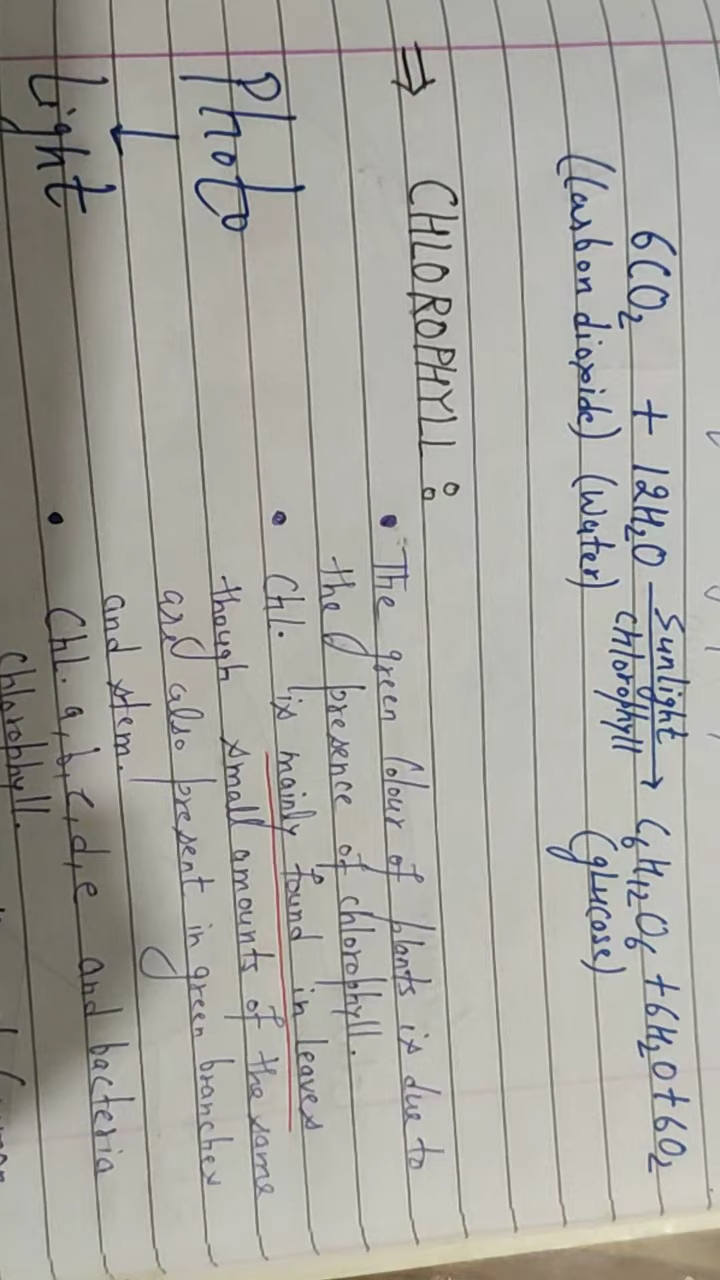 6CO₂ + 12H₂O Sunlight → C₆H₁₂O₆ + 6H₂O + 6O₂
chlorophyll
(Carbon dioxide) (Water) (glucose)
⇒ CHLOROPHYLL :
• The green Colour of plants is due to
the presence of chlorophyll.
• Chl. is mainly found in leaves
though small amounts of the same
are also present in green branches
and stem.
• Chl. a, b, c, d, e and bacteria
chlorophyll.
Photo
↓
Light